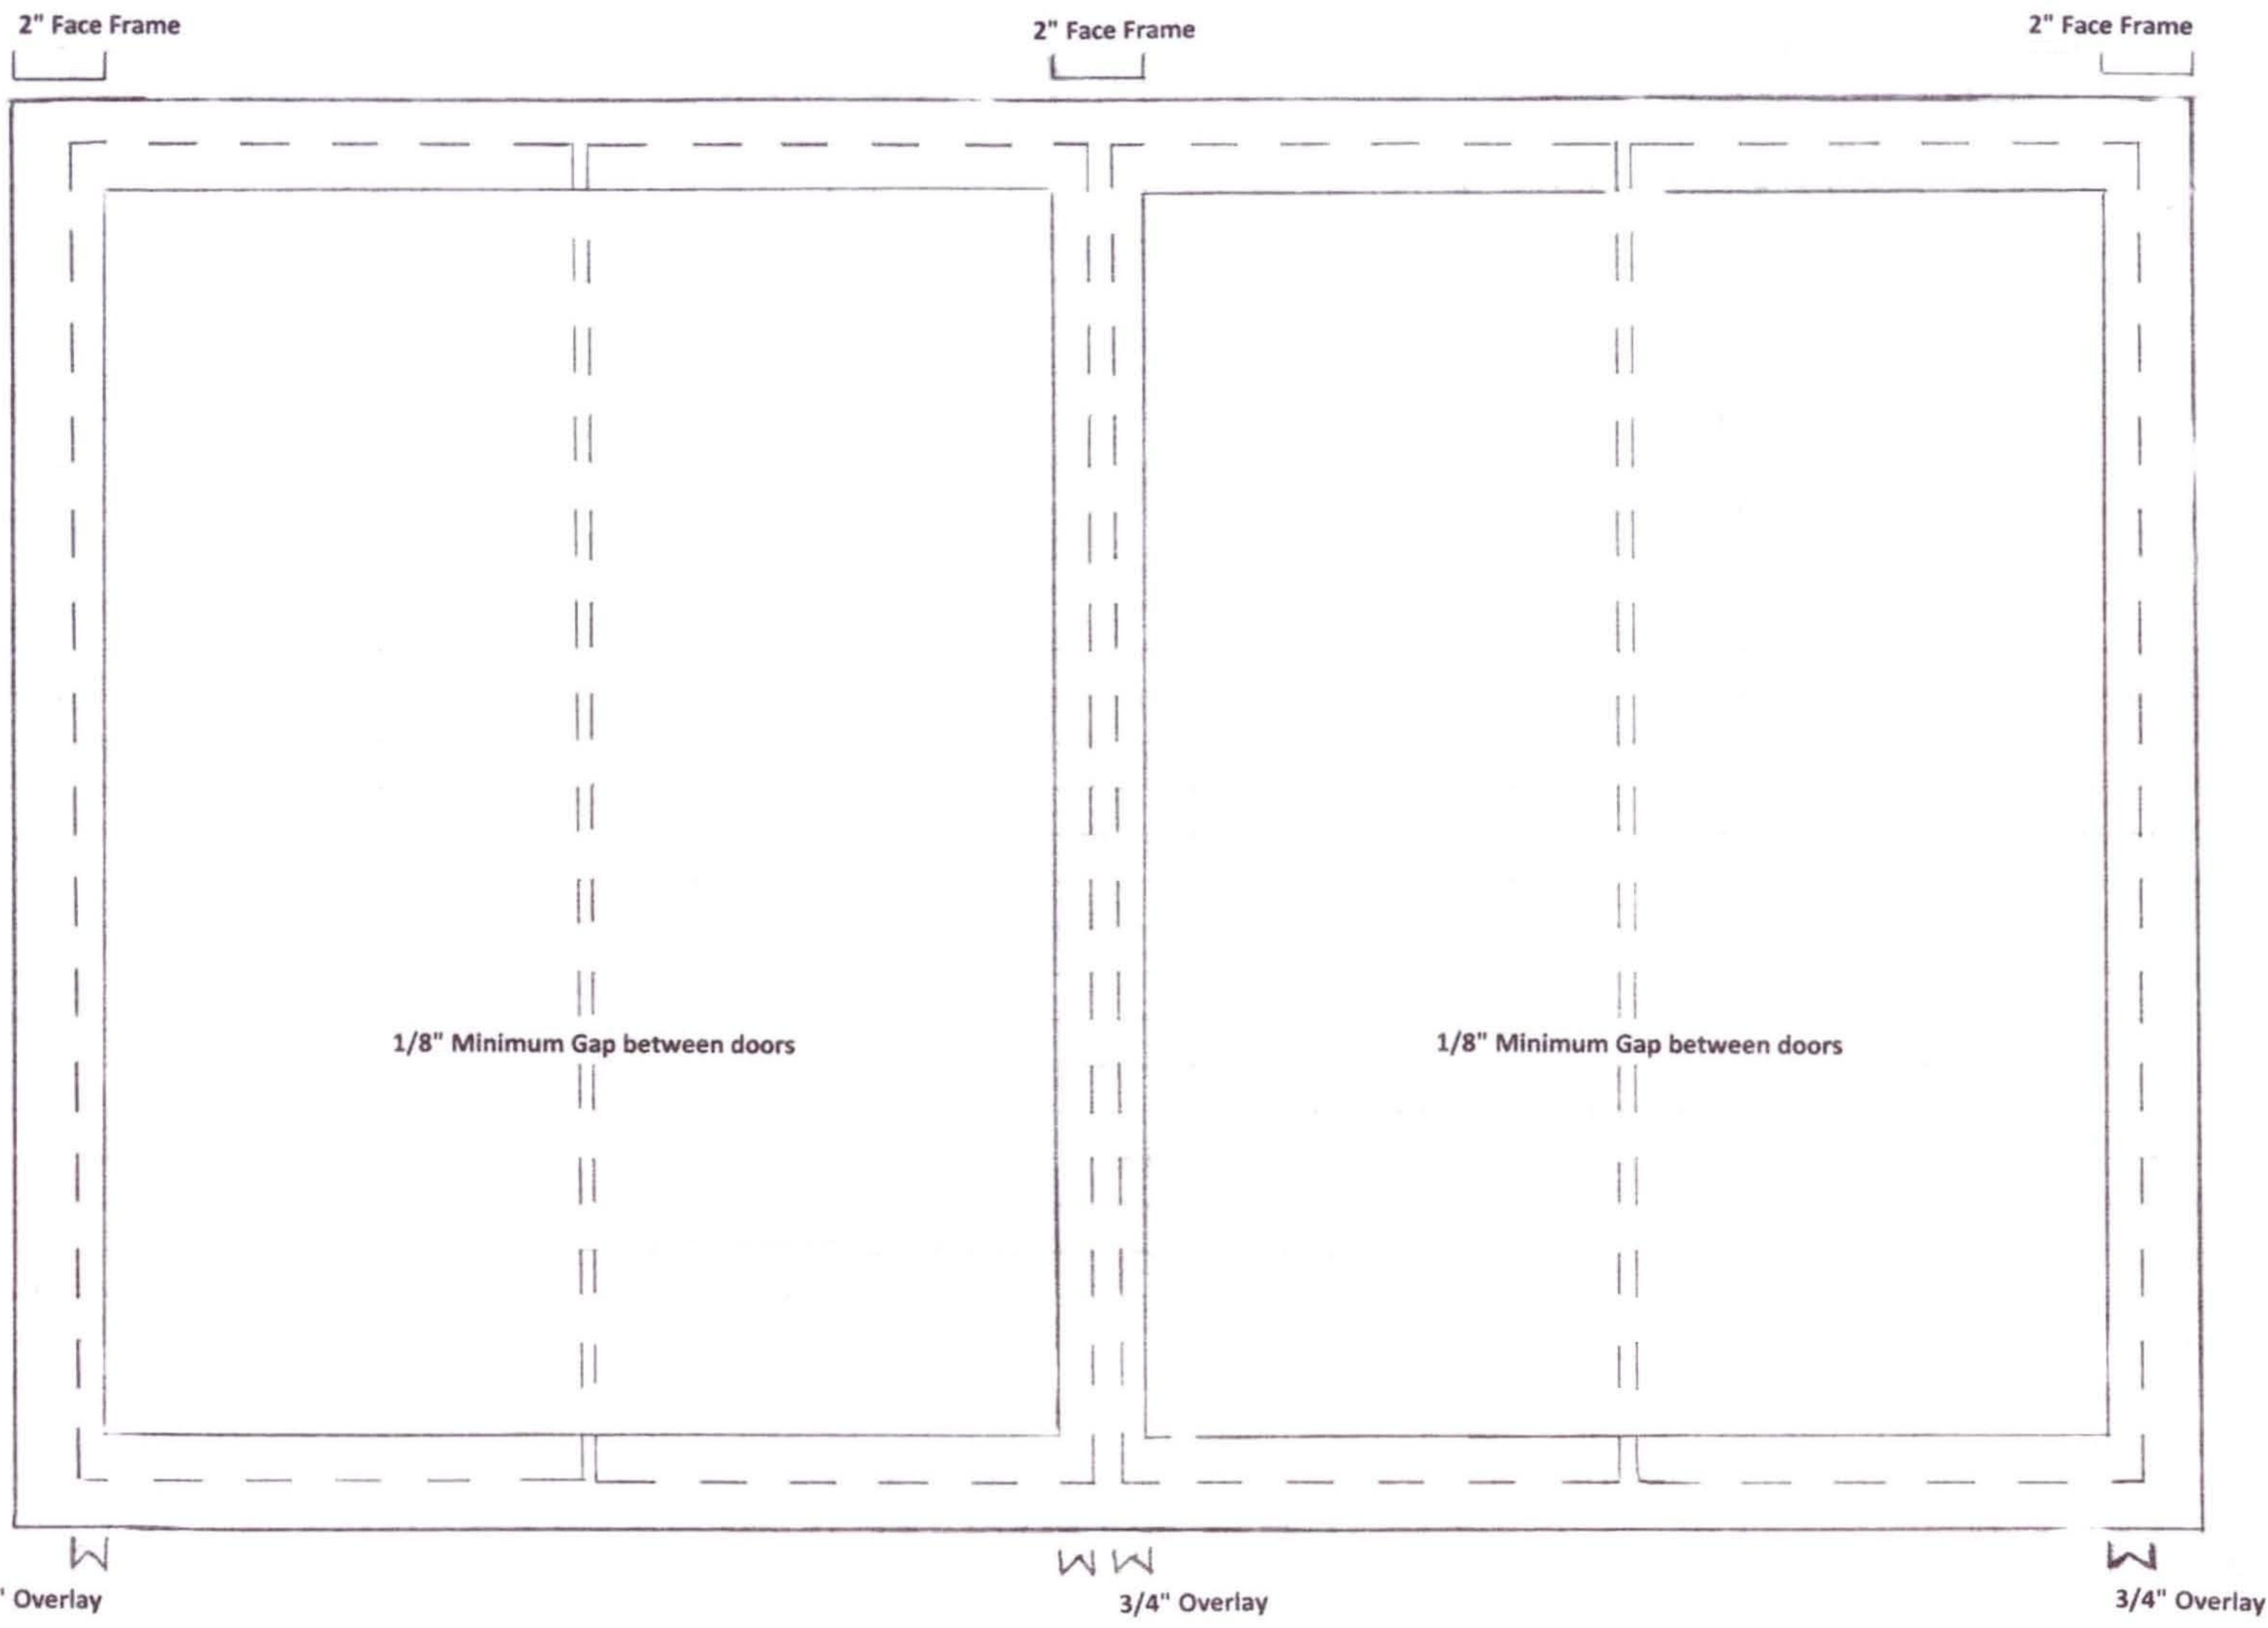 2" Face Frame
2" Face Frame
2" Face Frame
1/8" Minimum Gap between doors
1/8" Minimum Gap between doors
" Overlay
3/4" Overlay
3/4" Overlay